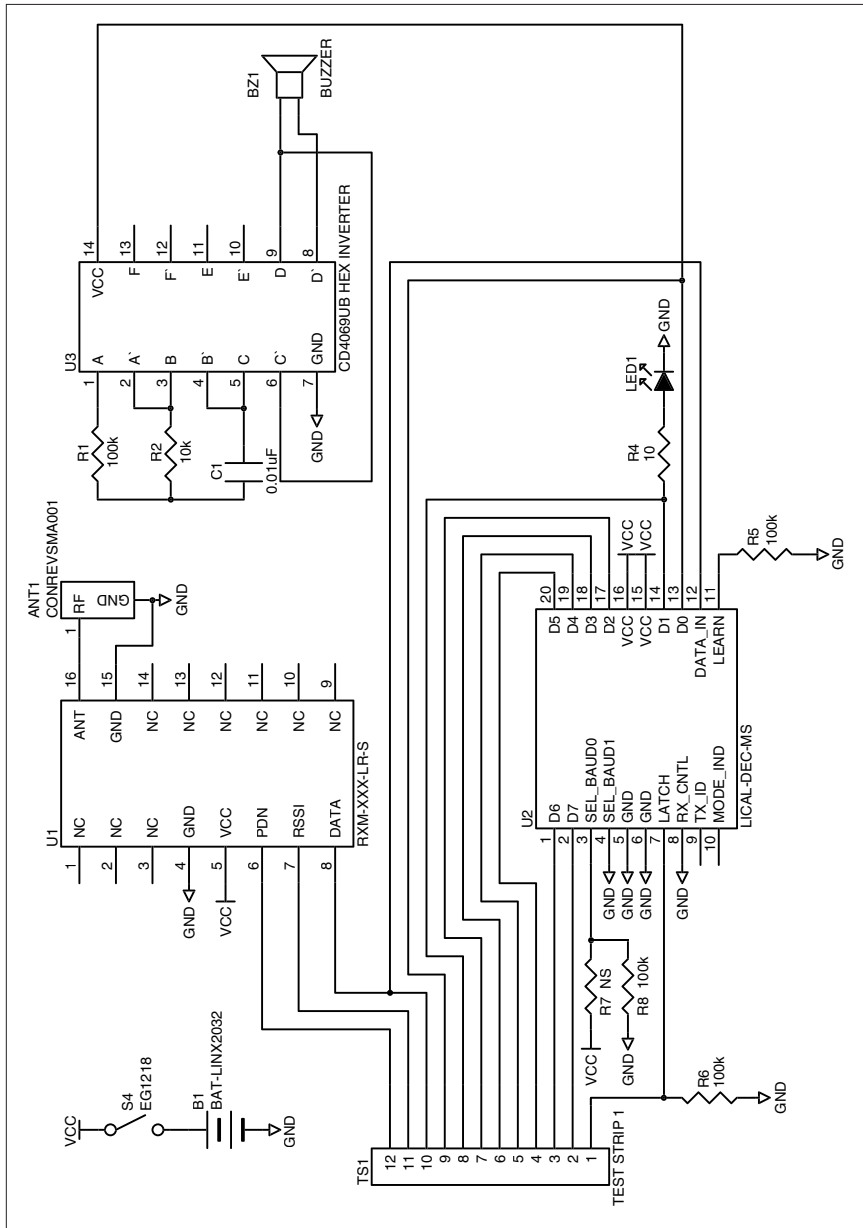 VCC
S4
EG1218
B1
BAT-LINX2032
GND
TS1
12
11
10
9
8
7
6
5
4
3
2
1
TEST STRIP 1
U1
1 NC
2 NC
3 NC
4 GND
5 VCC
6 PDN
7 RSSI
8 DATA
GND
VCC
ANT 16
GND 15
NC 14
NC 13
NC 12
NC 11
NC 10
NC 9
RXM-XXX-LR-S
ANT1
CONREVSMA001
1 RF
GND
GND
U3
1 A
2 A`
3 B
4 B`
5 C
6 C`
7 GND
VCC 14
F 13
F` 12
E 11
E` 10
D 9
D` 8
CD4069UB HEX INVERTER
R1
100k
R2
10k
C1
0.01uF
GND
BZ1
BUZZER
U2
1 D6
2 D7
3 SEL_BAUD0
4 SEL_BAUD1
5 GND
6 GND
7 LATCH
8 RX_CNTL
9 TX_ID
10 MODE_IND
D5 20
D4 19
D3 18
D2 17
VCC 16
VCC 15
D1 14
D0 13
DATA_IN 12
LEARN 11
LICAL-DEC-MS
GND
GND
GND
GND
VCC
VCC
R7 NS
VCC
R8 100k
GND
R6
100k
GND
R4
10
LED1
GND
R5
100k
GND